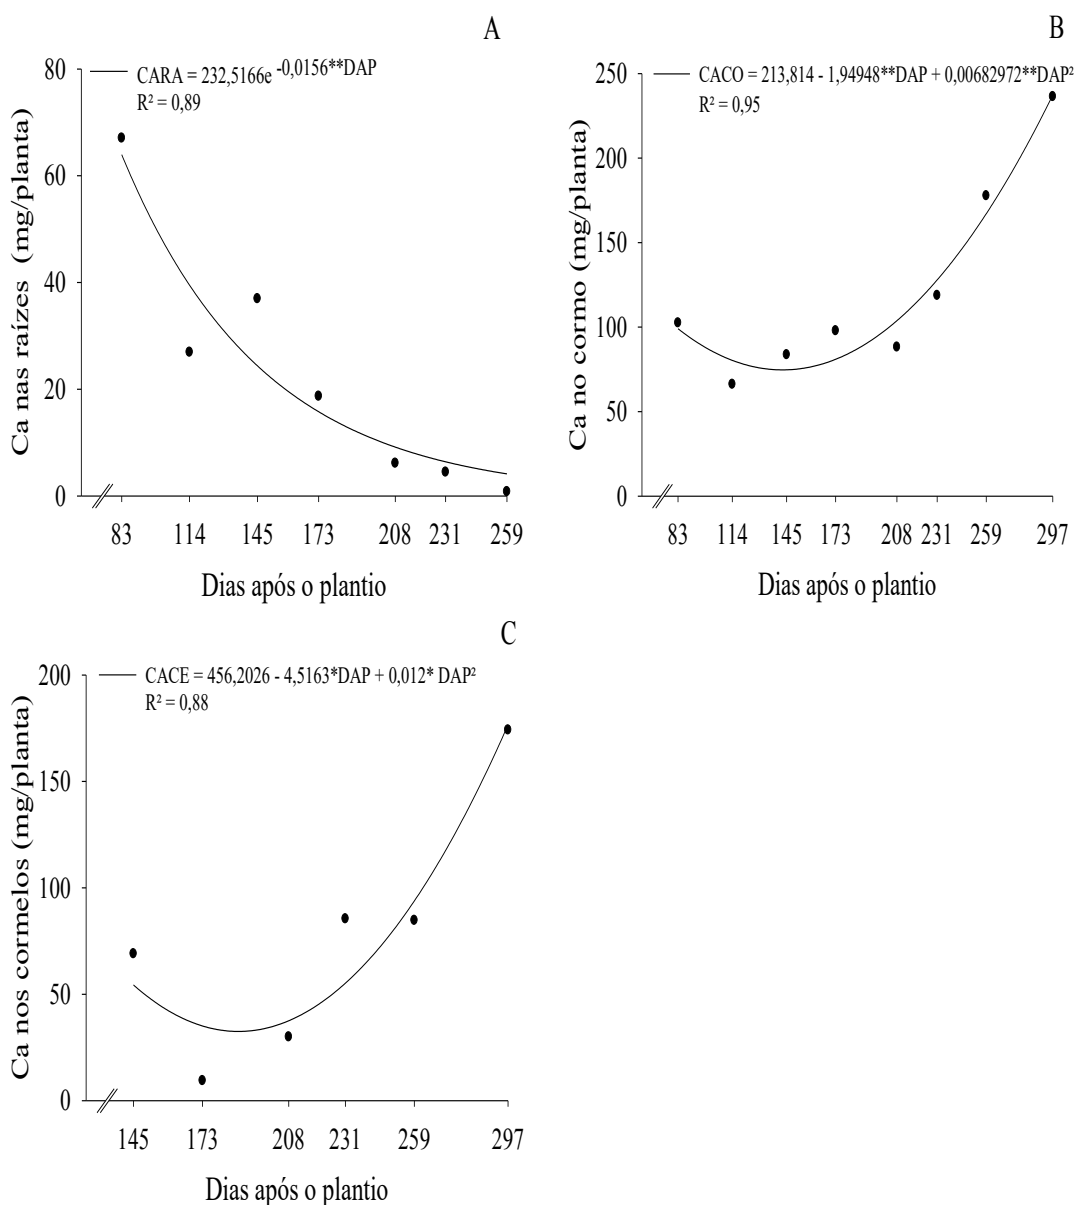 A
CARA = 232,5166e -0,0156**DAP
R² = 0,89
Ca nas raízes (mg/planta)
80
60
40
20
0
83 114 145 173 208 231 259
Dias após o plantio
B
CACO = 213,814 - 1,94948**DAP + 0,00682972**DAP²
R² = 0,95
Ca no cormo (mg/planta)
250
200
150
100
50
0
83 114 145 173 208 231 259 297
Dias após o plantio
C
CACE = 456,2026 - 4,5163*DAP + 0,012* DAP²
R² = 0,88
Ca nos cormelos (mg/planta)
200
150
100
50
0
145 173 208 231 259 297
Dias após o plantio